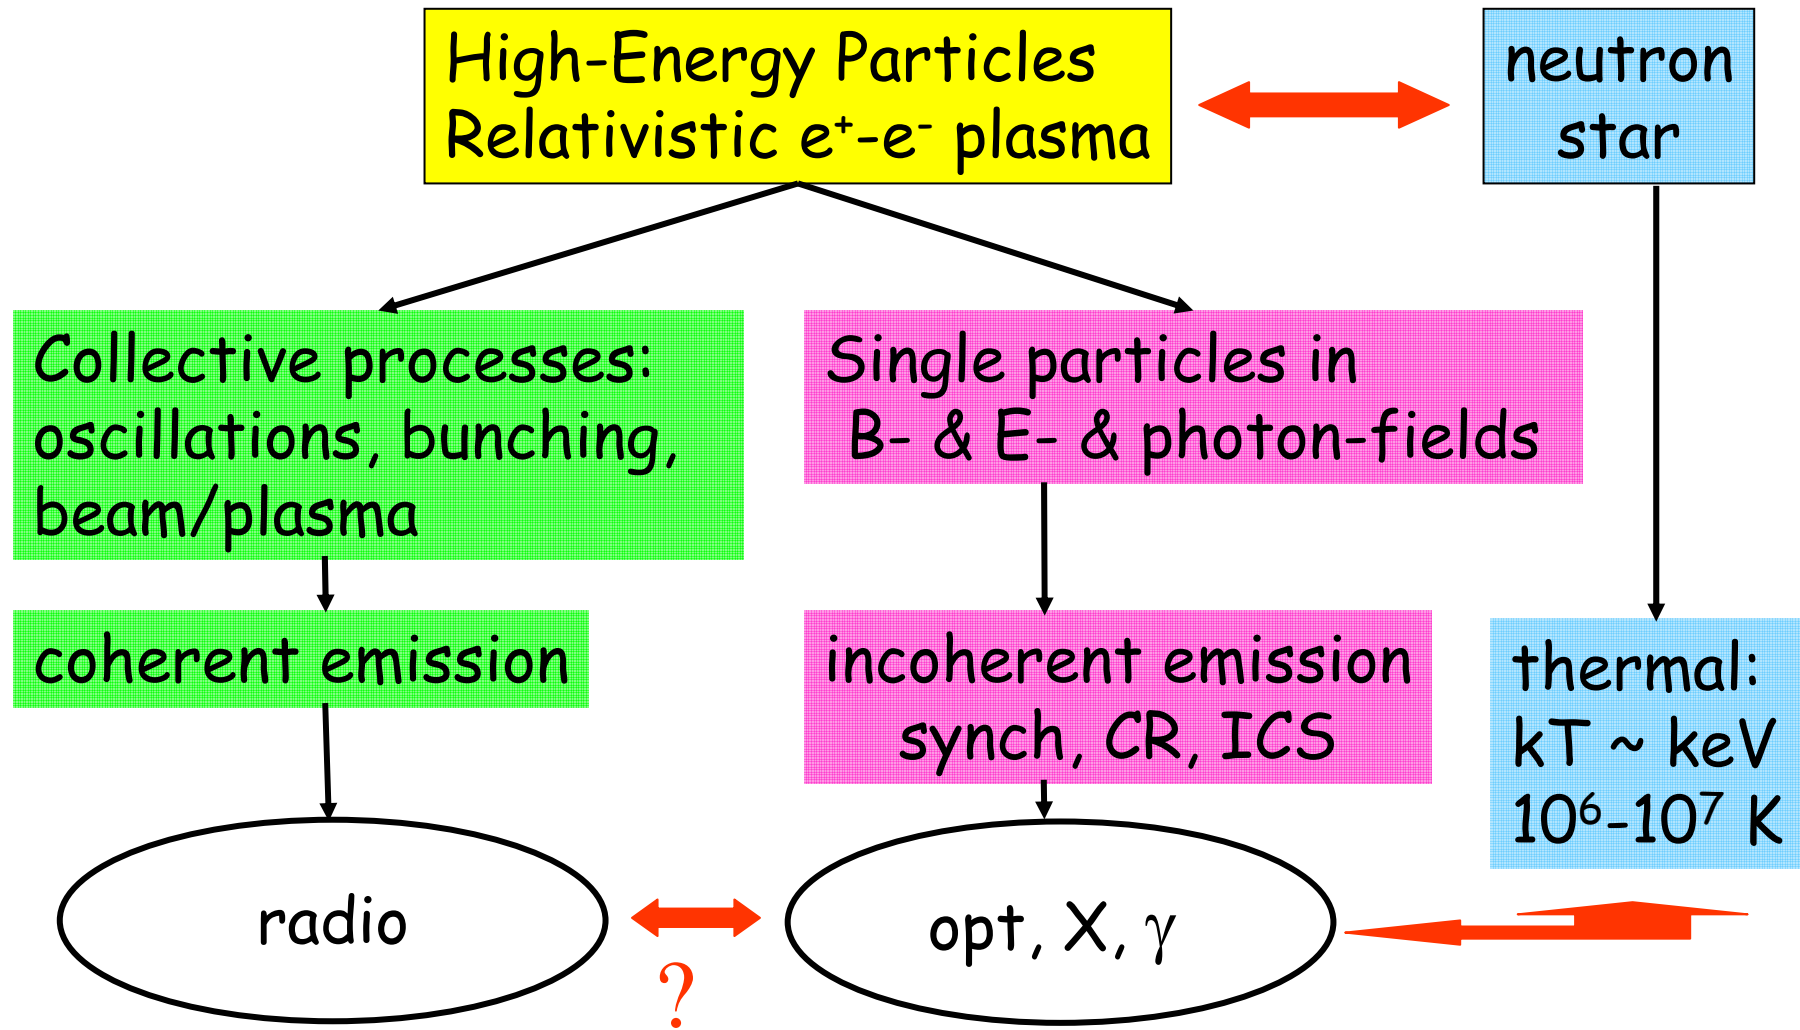 High-Energy Particles
Relativistic e⁺-e⁻ plasma
neutron
star
Collective processes:
oscillations, bunching,
beam/plasma
Single particles in
B- & E- & photon-fields
coherent emission
incoherent emission
synch, CR, ICS
thermal:
kT ~ keV
10⁶-10⁷ K
radio
opt, X, γ
?